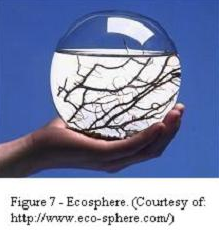 Figure 7 - Ecosphere. (Courtesy of:
http://www.eco-sphere.com/)